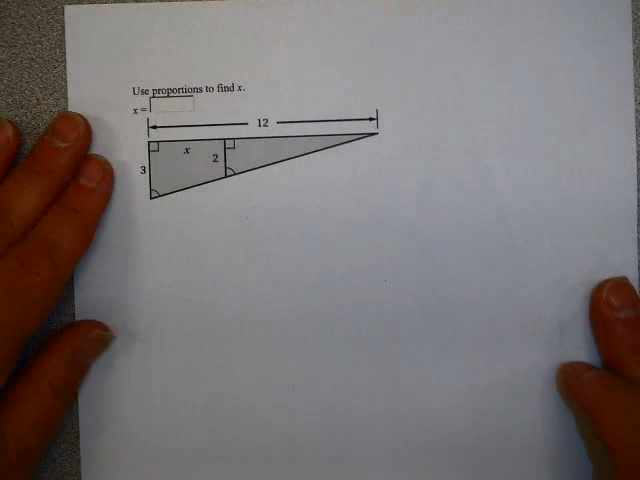 Use proportions to find x.
x =
12
x
2
3